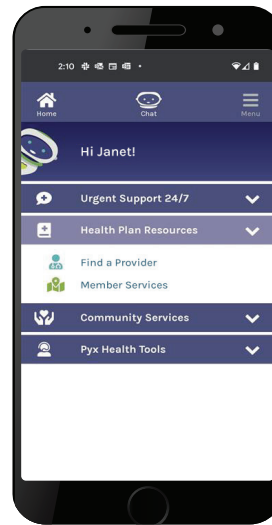 2:10
Home
Chat
Menu
Hi Janet!
Urgent Support 24/7
Health Plan Resources
Find a Provider
Member Services
Community Services
Pyx Health Tools